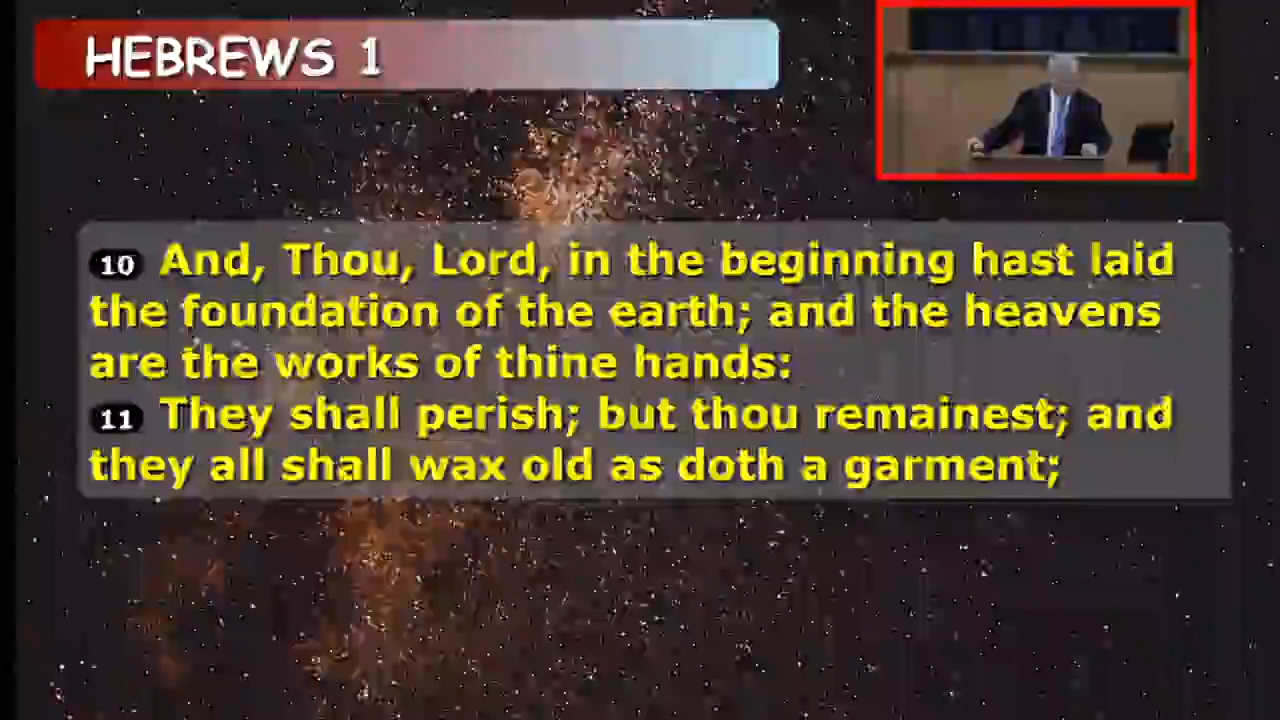 HEBREWS 1
10 And, Thou, Lord, in the beginning hast laid
the foundation of the earth; and the heavens
are the works of thine hands:
11 They shall perish; but thou remainest; and
they all shall wax old as doth a garment;